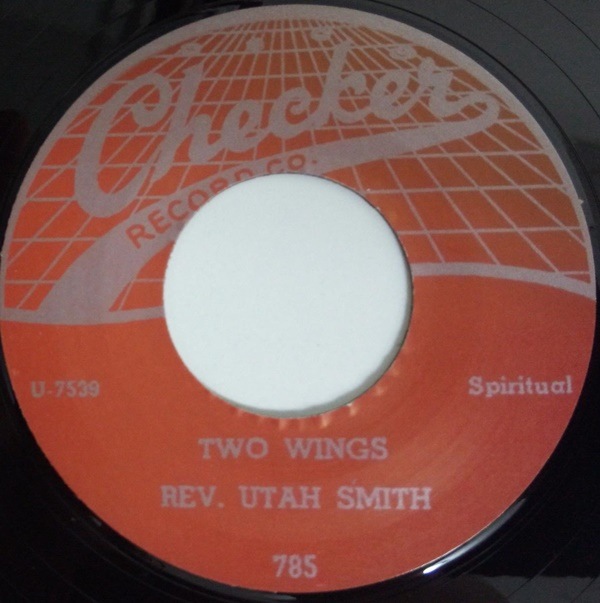 Checker
RECORD CO.
U-7539
Spiritual
TWO WINGS
REV. UTAH SMITH
785